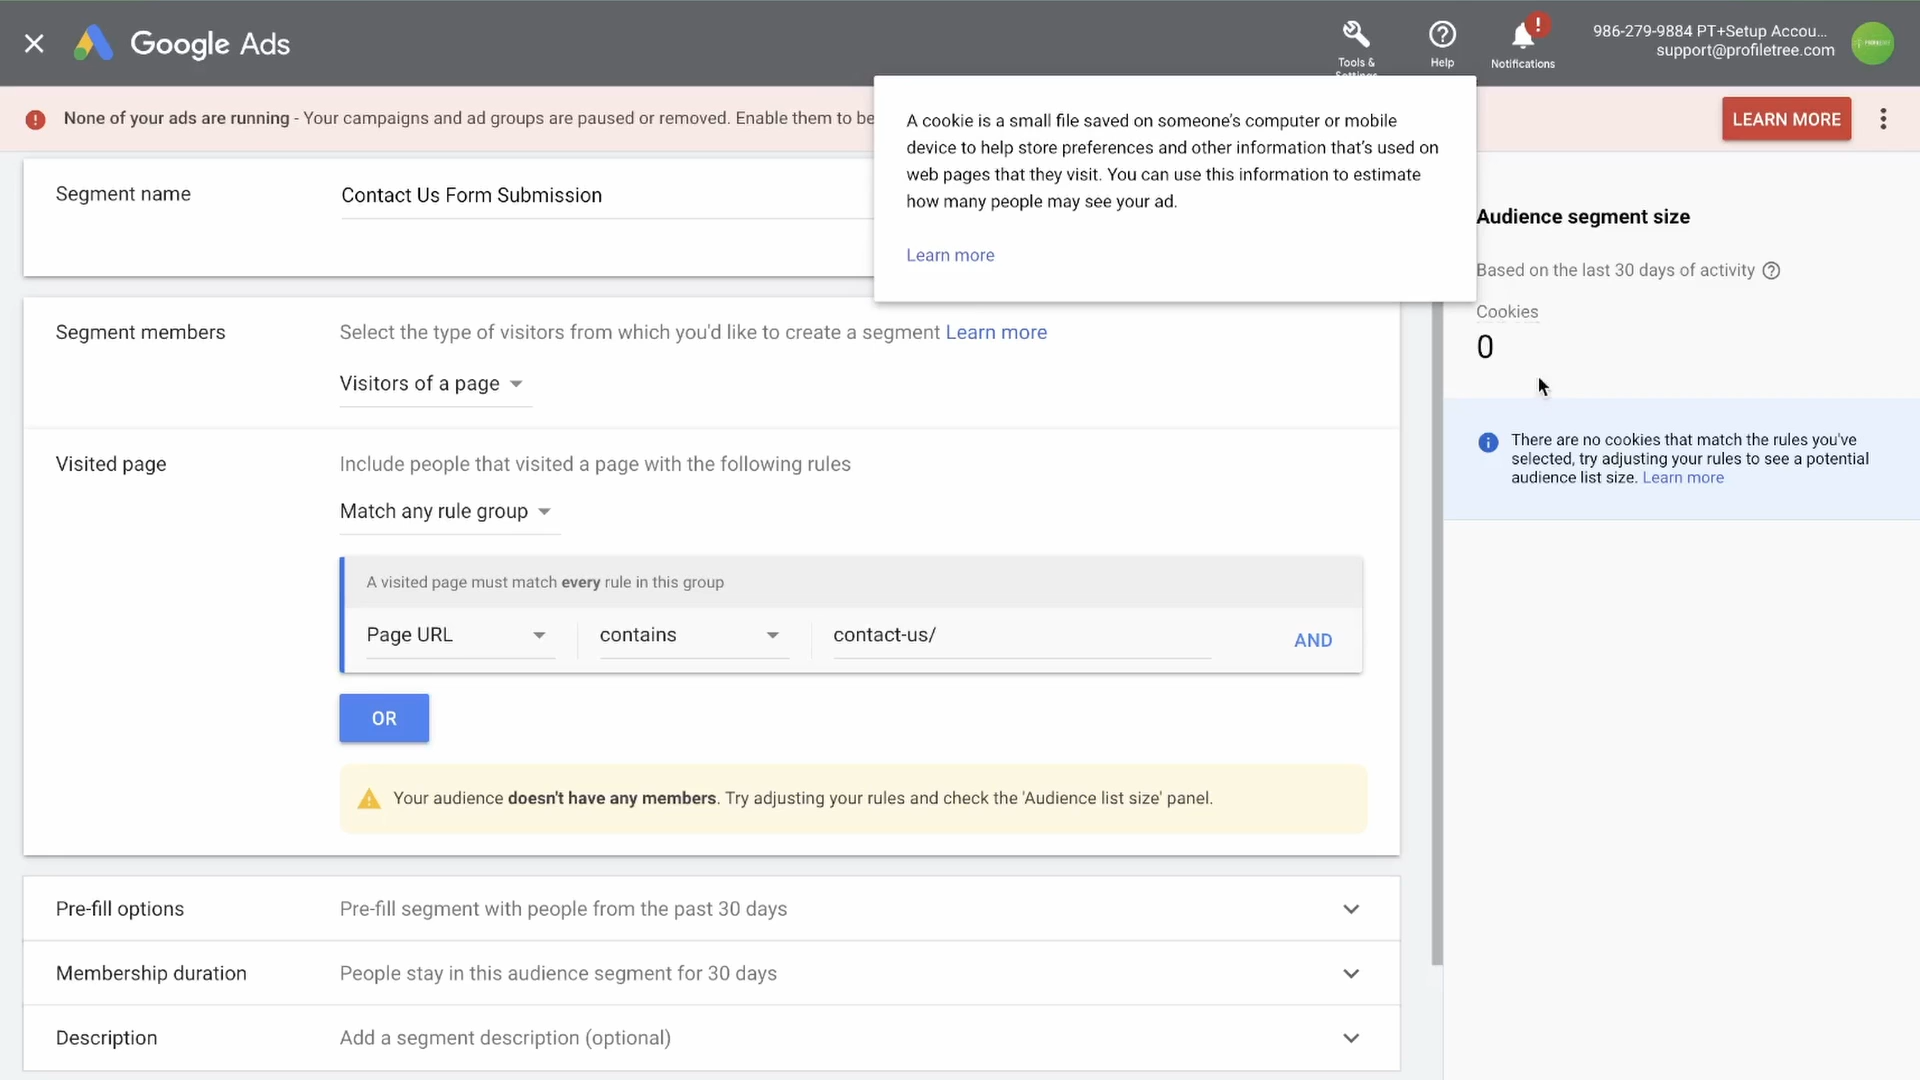 Google Ads
Tools &
Settings
Help
!
Notifications
986-279-9884 PT+Setup Accou...
support@profiletree.com
None of your ads are running - Your campaigns and ad groups are paused or removed. Enable them to be
LEARN MORE
A cookie is a small file saved on someone's computer or mobile
device to help store preferences and other information that's used on
web pages that they visit. You can use this information to estimate
how many people may see your ad.
Learn more
Segment name
Contact Us Form Submission
Audience segment size
Based on the last 30 days of activity
Cookies
0
There are no cookies that match the rules you've
selected, try adjusting your rules to see a potential
audience list size. Learn more
Segment members
Select the type of visitors from which you'd like to create a segment Learn more
Visitors of a page
Visited page
Include people that visited a page with the following rules
Match any rule group
A visited page must match every rule in this group
Page URL
contains
contact-us/
AND
OR
Your audience doesn't have any members. Try adjusting your rules and check the 'Audience list size' panel.
Pre-fill options
Pre-fill segment with people from the past 30 days
Membership duration
People stay in this audience segment for 30 days
Description
Add a segment description (optional)